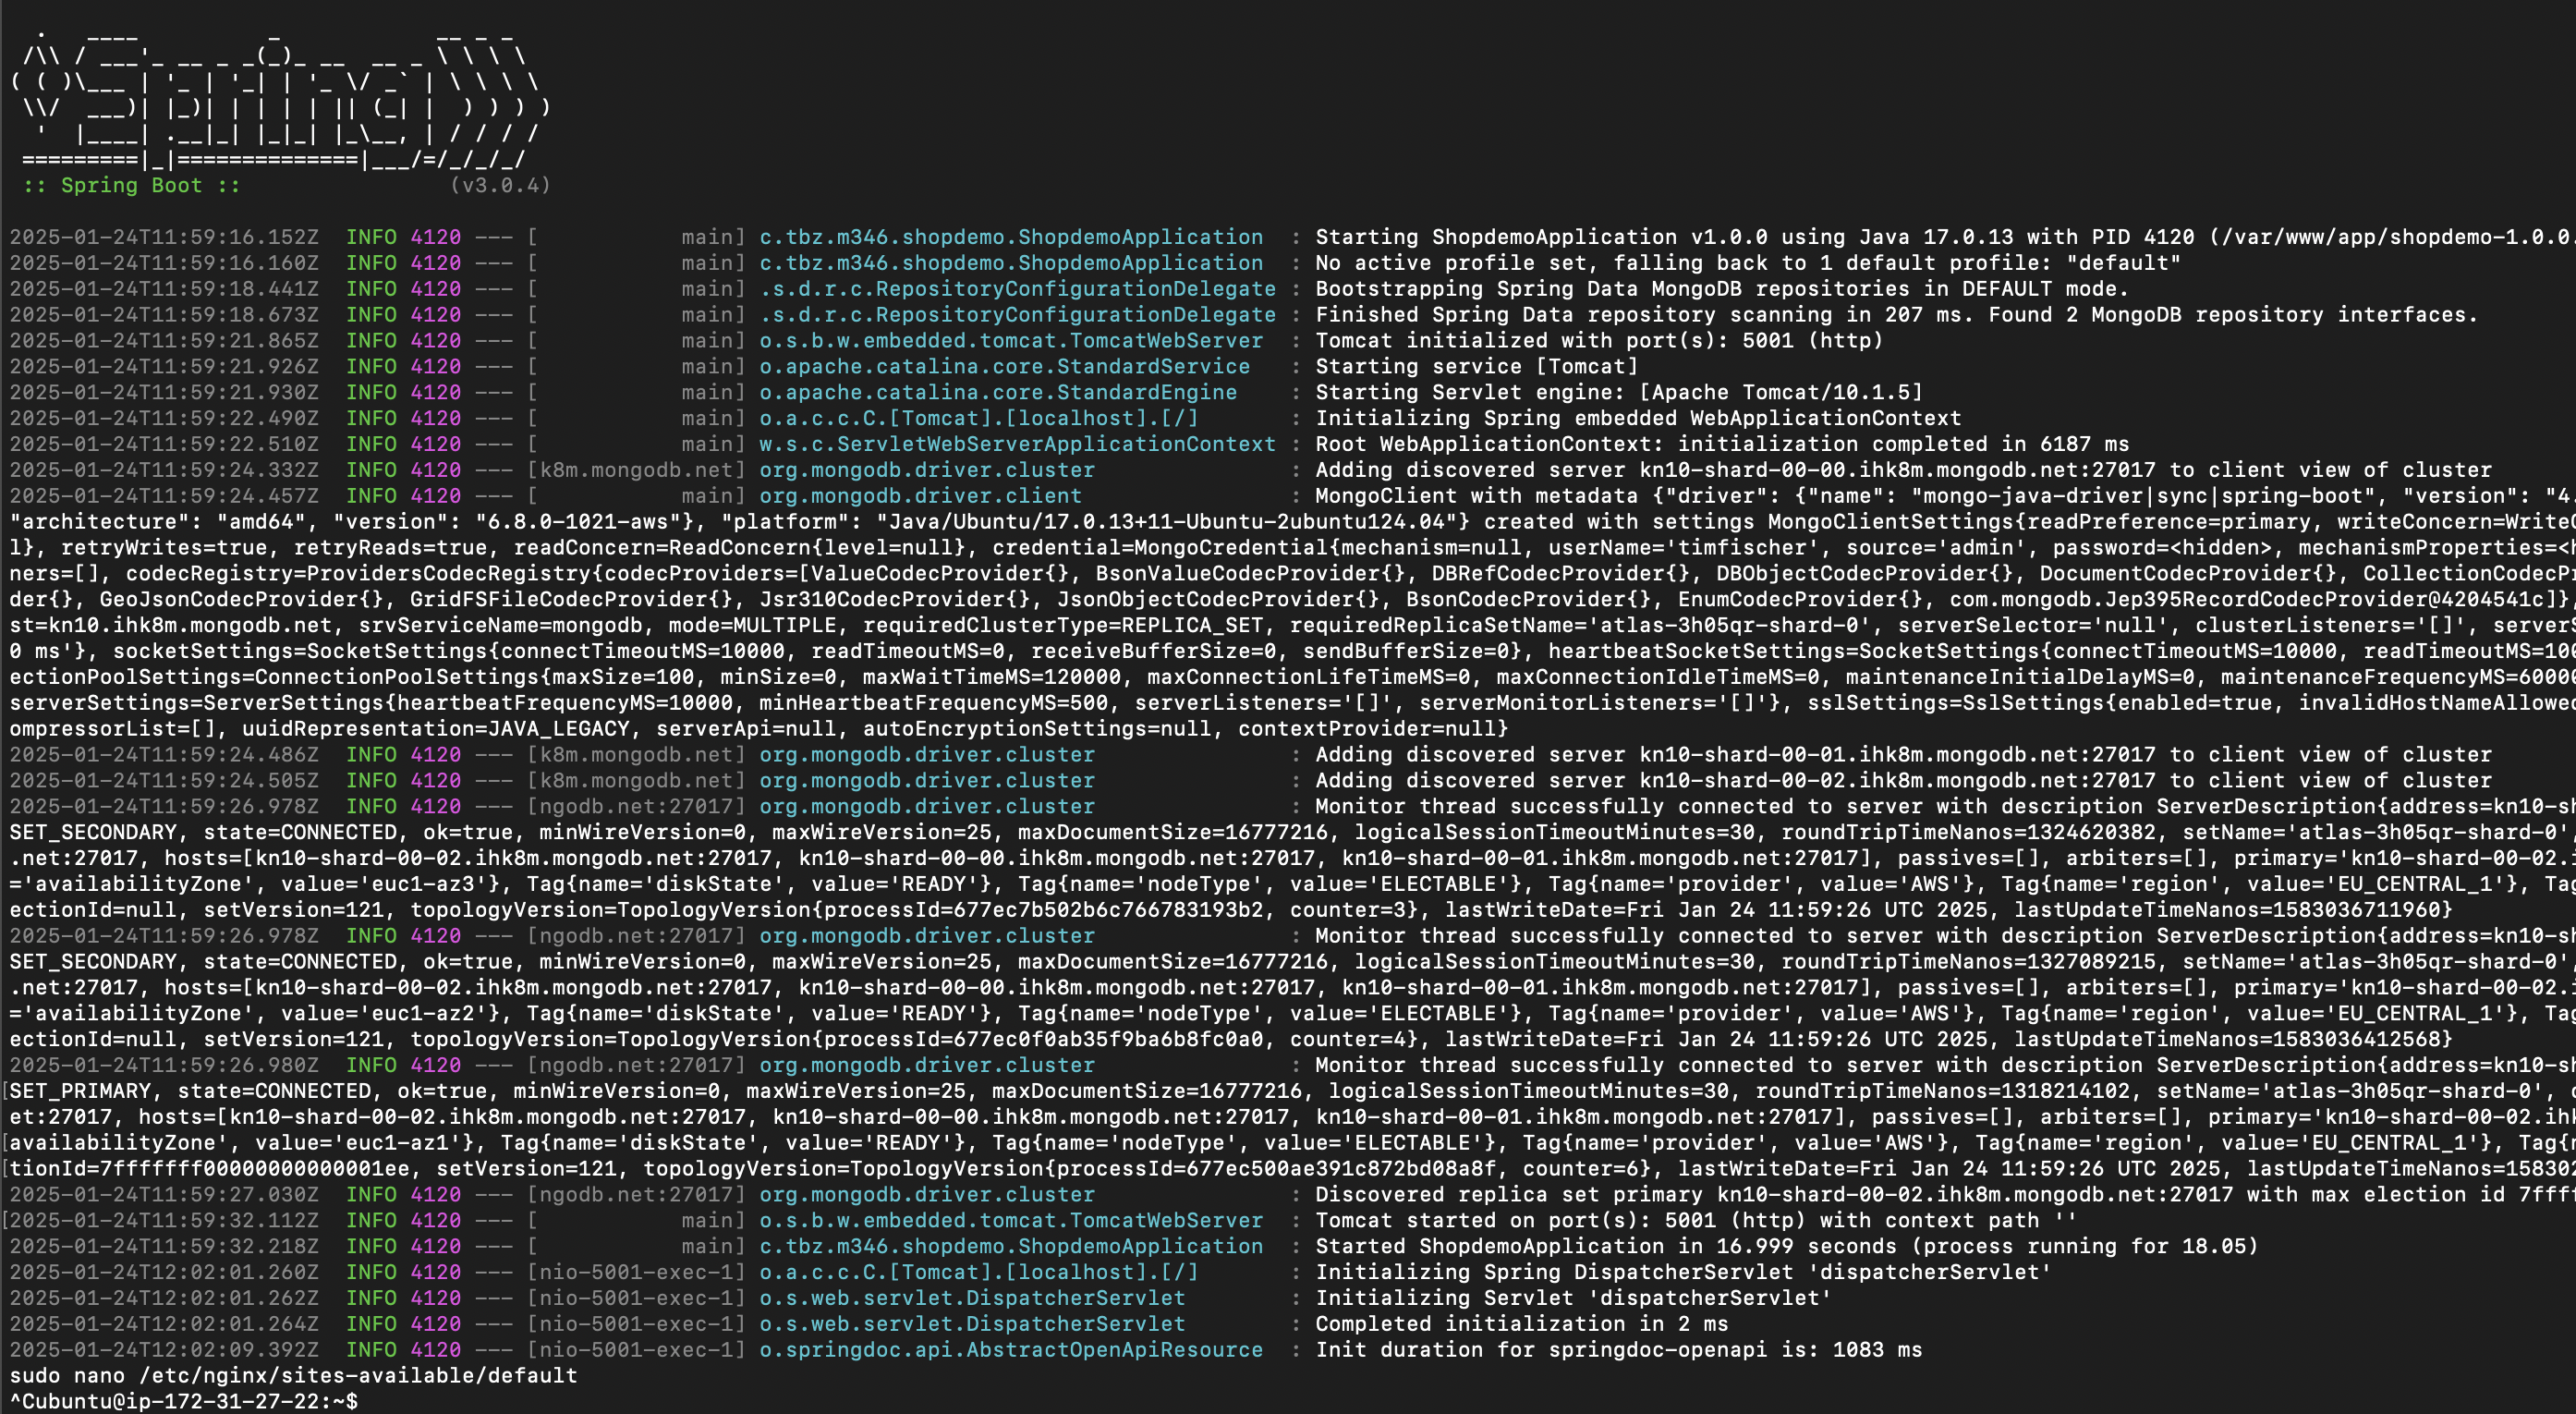 .   ____          _            __ _ _
 /\\ / ___'_ __ _ _(_)_ __  __ _ \ \ \ \
( ( )\___ | '_ | '_| | '_ \/ _` | \ \ \ \
 \\/  ___)| |_)| | | | | || (_| |  ) ) ) )
  '  |____| .__|_| |_|_| |_\__, | / / / /
 =========|_|==============|___/=/_/_/_/
 :: Spring Boot ::                (v3.0.4)

2025-01-24T11:59:16.152Z  INFO 4120 --- [           main] c.tbz.m346.shopdemo.ShopdemoApplication  : Starting ShopdemoApplication v1.0.0 using Java 17.0.13 with PID 4120 (/var/www/app/shopdemo-1.0.0.
2025-01-24T11:59:16.160Z  INFO 4120 --- [           main] c.tbz.m346.shopdemo.ShopdemoApplication  : No active profile set, falling back to 1 default profile: "default"
2025-01-24T11:59:18.441Z  INFO 4120 --- [           main] .s.d.r.c.RepositoryConfigurationDelegate : Bootstrapping Spring Data MongoDB repositories in DEFAULT mode.
2025-01-24T11:59:18.673Z  INFO 4120 --- [           main] .s.d.r.c.RepositoryConfigurationDelegate : Finished Spring Data repository scanning in 207 ms. Found 2 MongoDB repository interfaces.
2025-01-24T11:59:21.865Z  INFO 4120 --- [           main] o.s.b.w.embedded.tomcat.TomcatWebServer  : Tomcat initialized with port(s): 5001 (http)
2025-01-24T11:59:21.926Z  INFO 4120 --- [           main] o.apache.catalina.core.StandardService   : Starting service [Tomcat]
2025-01-24T11:59:21.930Z  INFO 4120 --- [           main] o.apache.catalina.core.StandardEngine    : Starting Servlet engine: [Apache Tomcat/10.1.5]
2025-01-24T11:59:22.490Z  INFO 4120 --- [           main] o.a.c.c.C.[Tomcat].[localhost].[/]       : Initializing Spring embedded WebApplicationContext
2025-01-24T11:59:22.510Z  INFO 4120 --- [           main] w.s.c.ServletWebServerApplicationContext : Root WebApplicationContext: initialization completed in 6187 ms
2025-01-24T11:59:24.332Z  INFO 4120 --- [k8m.mongodb.net] org.mongodb.driver.cluster               : Adding discovered server kn10-shard-00-00.ihk8m.mongodb.net:27017 to client view of cluster
2025-01-24T11:59:24.457Z  INFO 4120 --- [           main] org.mongodb.driver.client                : MongoClient with metadata {"driver": {"name": "mongo-java-driver|sync|spring-boot", "version": "4.
"architecture": "amd64", "version": "6.8.0-1021-aws"}, "platform": "Java/Ubuntu/17.0.13+11-Ubuntu-2ubuntu124.04"} created with settings MongoClientSettings{readPreference=primary, writeConcern=WriteC
l}, retryWrites=true, retryReads=true, readConcern=ReadConcern{level=null}, credential=MongoCredential{mechanism=null, userName='timfischer', source='admin', password=<hidden>, mechanismProperties=<h
ners=[], codecRegistry=ProvidersCodecRegistry{codecProviders=[ValueCodecProvider{}, BsonValueCodecProvider{}, DBRefCodecProvider{}, DBObjectCodecProvider{}, DocumentCodecProvider{}, CollectionCodecPr
der{}, GeoJsonCodecProvider{}, GridFSFileCodecProvider{}, Jsr310CodecProvider{}, JsonObjectCodecProvider{}, BsonCodecProvider{}, EnumCodecProvider{}, com.mongodb.Jep395RecordCodecProvider@4204541c]},
st=kn10.ihk8m.mongodb.net, srvServiceName=mongodb, mode=MULTIPLE, requiredClusterType=REPLICA_SET, requiredReplicaSetName='atlas-3h05qr-shard-0', serverSelector='null', clusterListeners='[]', serverS
0 ms'}, socketSettings=SocketSettings{connectTimeoutMS=10000, readTimeoutMS=0, receiveBufferSize=0, sendBufferSize=0}, heartbeatSocketSettings=SocketSettings{connectTimeoutMS=10000, readTimeoutMS=100
ectionPoolSettings=ConnectionPoolSettings{maxSize=100, minSize=0, maxWaitTimeMS=120000, maxConnectionLifeTimeMS=0, maxConnectionIdleTimeMS=0, maintenanceInitialDelayMS=0, maintenanceFrequencyMS=60000
serverSettings=ServerSettings{heartbeatFrequencyMS=10000, minHeartbeatFrequencyMS=500, serverListeners='[]', serverMonitorListeners='[]'}, sslSettings=SslSettings{enabled=true, invalidHostNameAllowed
ompressorList=[], uuidRepresentation=JAVA_LEGACY, serverApi=null, autoEncryptionSettings=null, contextProvider=null}
2025-01-24T11:59:24.486Z  INFO 4120 --- [k8m.mongodb.net] org.mongodb.driver.cluster               : Adding discovered server kn10-shard-00-01.ihk8m.mongodb.net:27017 to client view of cluster
2025-01-24T11:59:24.505Z  INFO 4120 --- [k8m.mongodb.net] org.mongodb.driver.cluster               : Adding discovered server kn10-shard-00-02.ihk8m.mongodb.net:27017 to client view of cluster
2025-01-24T11:59:26.978Z  INFO 4120 --- [ngodb.net:27017] org.mongodb.driver.cluster               : Monitor thread successfully connected to server with description ServerDescription{address=kn10-sh
SET_SECONDARY, state=CONNECTED, ok=true, minWireVersion=0, maxWireVersion=25, maxDocumentSize=16777216, logicalSessionTimeoutMinutes=30, roundTripTimeNanos=1324620382, setName='atlas-3h05qr-shard-0',
.net:27017, hosts=[kn10-shard-00-02.ihk8m.mongodb.net:27017, kn10-shard-00-00.ihk8m.mongodb.net:27017, kn10-shard-00-01.ihk8m.mongodb.net:27017], passives=[], arbiters=[], primary='kn10-shard-00-02.i
='availabilityZone', value='euc1-az3'}, Tag{name='diskState', value='READY'}, Tag{name='nodeType', value='ELECTABLE'}, Tag{name='provider', value='AWS'}, Tag{name='region', value='EU_CENTRAL_1'}, Tag
ectionId=null, setVersion=121, topologyVersion=TopologyVersion{processId=677ec7b502b6c766783193b2, counter=3}, lastWriteDate=Fri Jan 24 11:59:26 UTC 2025, lastUpdateTimeNanos=1583036711960}
2025-01-24T11:59:26.978Z  INFO 4120 --- [ngodb.net:27017] org.mongodb.driver.cluster               : Monitor thread successfully connected to server with description ServerDescription{address=kn10-sh
SET_SECONDARY, state=CONNECTED, ok=true, minWireVersion=0, maxWireVersion=25, maxDocumentSize=16777216, logicalSessionTimeoutMinutes=30, roundTripTimeNanos=1327089215, setName='atlas-3h05qr-shard-0',
.net:27017, hosts=[kn10-shard-00-02.ihk8m.mongodb.net:27017, kn10-shard-00-00.ihk8m.mongodb.net:27017, kn10-shard-00-01.ihk8m.mongodb.net:27017], passives=[], arbiters=[], primary='kn10-shard-00-02.i
='availabilityZone', value='euc1-az2'}, Tag{name='diskState', value='READY'}, Tag{name='nodeType', value='ELECTABLE'}, Tag{name='provider', value='AWS'}, Tag{name='region', value='EU_CENTRAL_1'}, Tag
ectionId=null, setVersion=121, topologyVersion=TopologyVersion{processId=677ec0f0ab35f9ba6b8fc0a0, counter=4}, lastWriteDate=Fri Jan 24 11:59:26 UTC 2025, lastUpdateTimeNanos=1583036412568}
2025-01-24T11:59:26.980Z  INFO 4120 --- [ngodb.net:27017] org.mongodb.driver.cluster               : Monitor thread successfully connected to server with description ServerDescription{address=kn10-sh
[SET_PRIMARY, state=CONNECTED, ok=true, minWireVersion=0, maxWireVersion=25, maxDocumentSize=16777216, logicalSessionTimeoutMinutes=30, roundTripTimeNanos=1318214102, setName='atlas-3h05qr-shard-0', c
et:27017, hosts=[kn10-shard-00-02.ihk8m.mongodb.net:27017, kn10-shard-00-00.ihk8m.mongodb.net:27017, kn10-shard-00-01.ihk8m.mongodb.net:27017], passives=[], arbiters=[], primary='kn10-shard-00-02.ihk
[availabilityZone', value='euc1-az1'}, Tag{name='diskState', value='READY'}, Tag{name='nodeType', value='ELECTABLE'}, Tag{name='provider', value='AWS'}, Tag{name='region', value='EU_CENTRAL_1'}, Tag{n
[tionId=7fffffff00000000000001ee, setVersion=121, topologyVersion=TopologyVersion{processId=677ec500ae391c872bd08a8f, counter=6}, lastWriteDate=Fri Jan 24 11:59:26 UTC 2025, lastUpdateTimeNanos=158302
2025-01-24T11:59:27.030Z  INFO 4120 --- [ngodb.net:27017] org.mongodb.driver.cluster               : Discovered replica set primary kn10-shard-00-02.ihk8m.mongodb.net:27017 with max election id 7ffff
[2025-01-24T11:59:32.112Z  INFO 4120 --- [           main] o.s.b.w.embedded.tomcat.TomcatWebServer  : Tomcat started on port(s): 5001 (http) with context path ''
2025-01-24T11:59:32.218Z  INFO 4120 --- [           main] c.tbz.m346.shopdemo.ShopdemoApplication  : Started ShopdemoApplication in 16.999 seconds (process running for 18.05)
2025-01-24T12:02:01.260Z  INFO 4120 --- [nio-5001-exec-1] o.a.c.c.C.[Tomcat].[localhost].[/]       : Initializing Spring DispatcherServlet 'dispatcherServlet'
2025-01-24T12:02:01.262Z  INFO 4120 --- [nio-5001-exec-1] o.s.web.servlet.DispatcherServlet        : Initializing Servlet 'dispatcherServlet'
2025-01-24T12:02:01.264Z  INFO 4120 --- [nio-5001-exec-1] o.s.web.servlet.DispatcherServlet        : Completed initialization in 2 ms
2025-01-24T12:02:09.392Z  INFO 4120 --- [nio-5001-exec-1] o.springdoc.api.AbstractOpenApiResource  : Init duration for springdoc-openapi is: 1083 ms
sudo nano /etc/nginx/sites-available/default
^Cubuntu@ip-172-31-27-22:~$